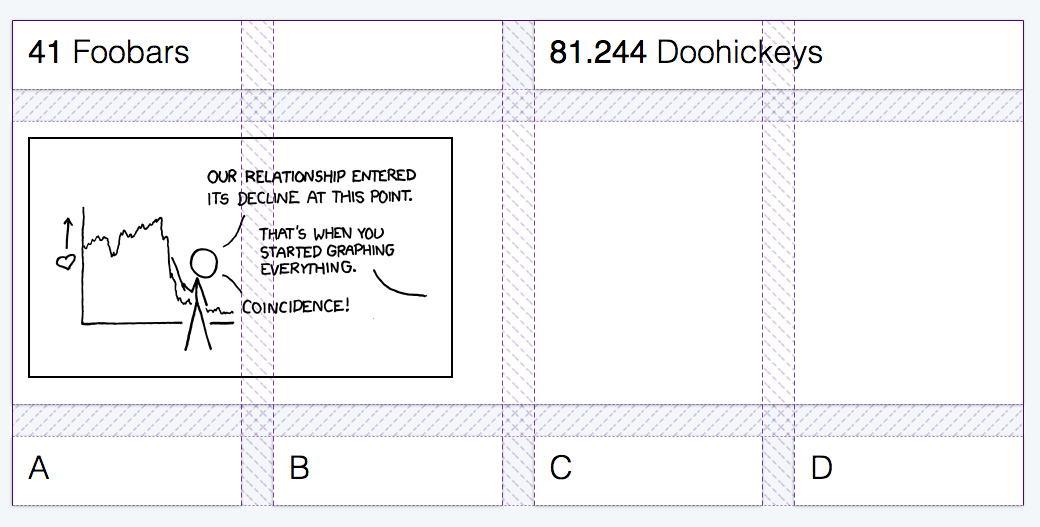 41 Foobars
81.244 Doohickeys
OUR RELATIONSHIP ENTERED
ITS DECLINE AT THIS POINT.
THAT'S WHEN YOU
STARTED GRAPHING
EVERYTHING.
COINCIDENCE!
A
B
C
D